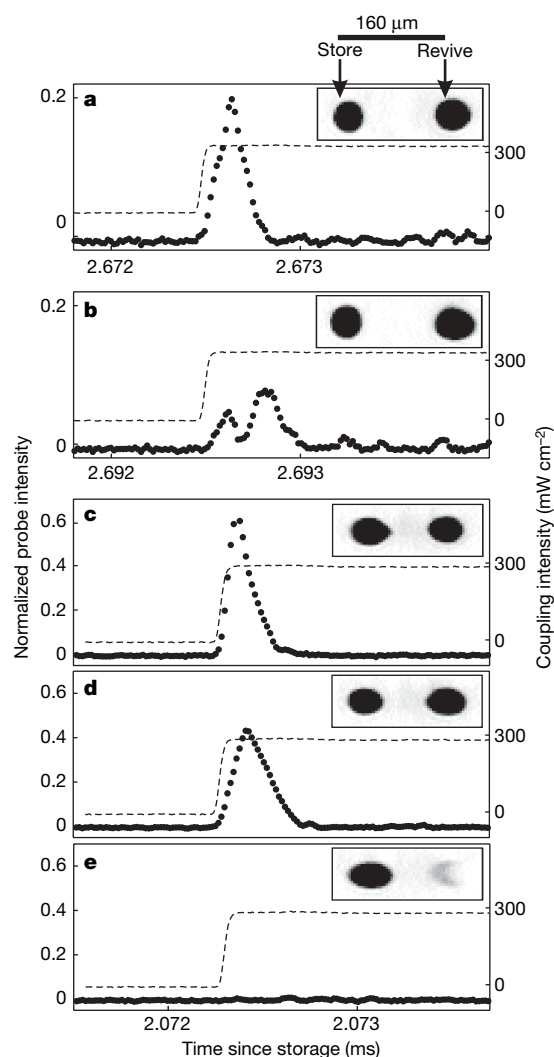 160 μm
Store Revive
a
0.2
0
300
0
2.672 2.673
b
0.2
0
300
0
2.692 2.693
c
0.6
0.4
0.2
0
300
0
d
0.6
0.4
0.2
0
300
0
e
0.6
0.4
0.2
0
300
0
2.072 2.073
Time since storage (ms)
Normalized probe intensity
Coupling intensity (mW cm−2)